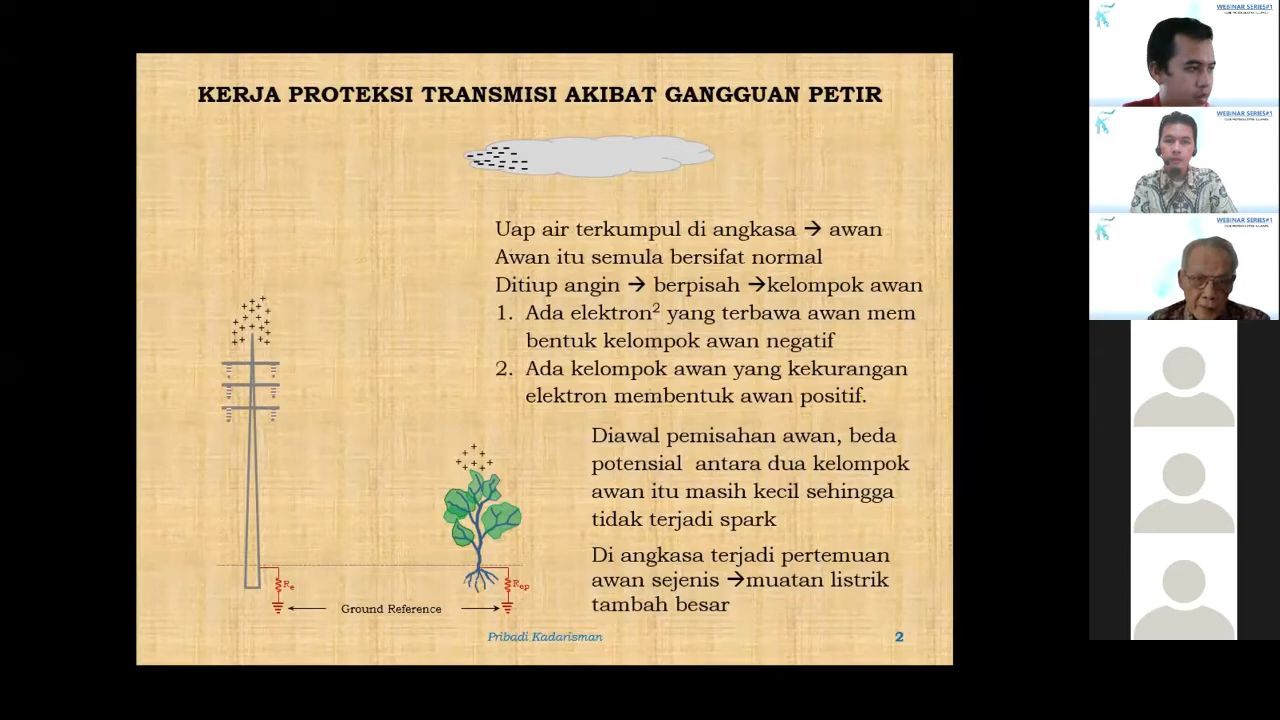 KERJA PROTEKSI TRANSMISI AKIBAT GANGGUAN PETIR
Uap air terkumpul di angkasa → awan
Awan itu semula bersifat normal
Ditiup angin → berpisah →kelompok awan
1. Ada elektron² yang terbawa awan mem
bentuk kelompok awan negatif
2. Ada kelompok awan yang kekurangan
elektron membentuk awan positif.
Diawal pemisahan awan, beda
potensial antara dua kelompok
awan itu masih kecil sehingga
tidak terjadi spark
Di angkasa terjadi pertemuan
awan sejenis →muatan listrik
tambah besar
Re
Rep
Ground Reference
Pribadi Kadarisman
2
WEBINAR SERIES#1
WEBINAR SERIES#1
WEBINAR SERIES#1